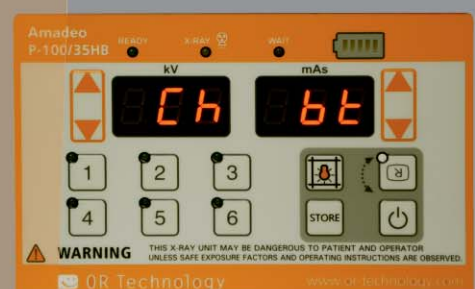 Amadeo
P-100/35HB
READY X-RAY WAIT
kV mAs
Ch bt
1 2 3
R
4 5 6
STORE
WARNING
THIS X-RAY UNIT MAY BE DANGEROUS TO PATIENT AND OPERATOR
UNLESS SAFE EXPOSURE FACTORS AND OPERATING INSTRUCTIONS ARE OBSERVED.
OR Technology www.or-technology.com